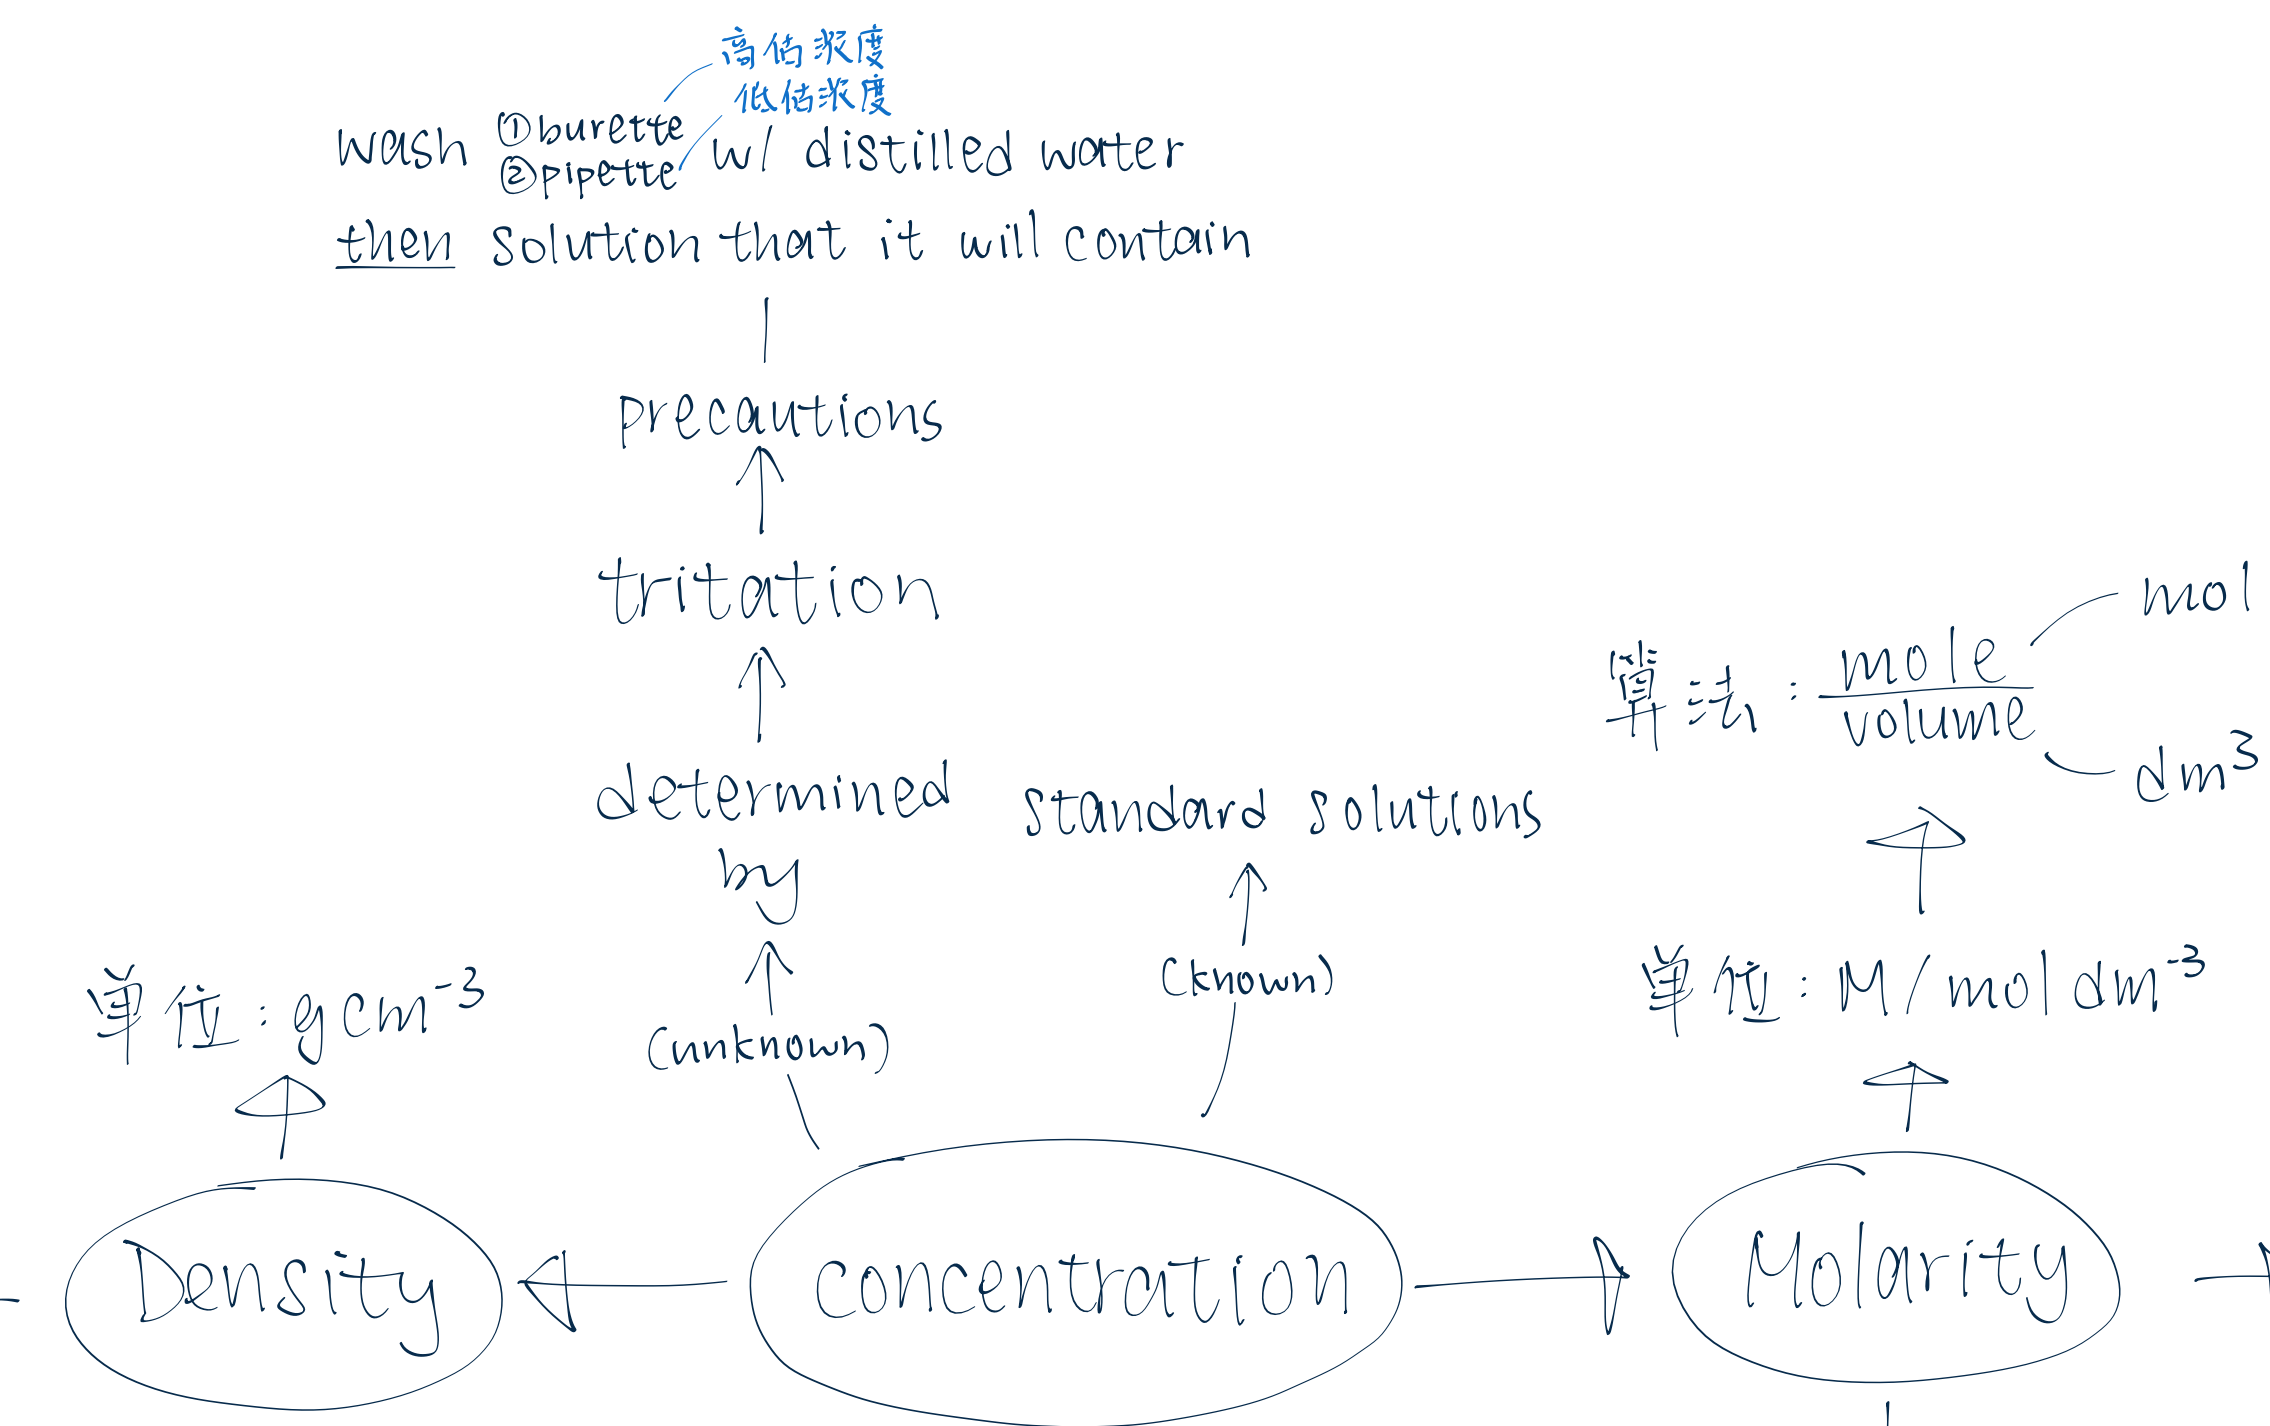 高估浓度
低估浓度
wash ①burette ②pipette w/ distilled water
then solution that it will contain
precautions
tritation
determined
by
(unknown)
standard solutions
(known)
算法: mole/volume
mol
dm³
单位: g cm⁻³
单位: M / mol dm⁻³
Density
Concentration
Molarity